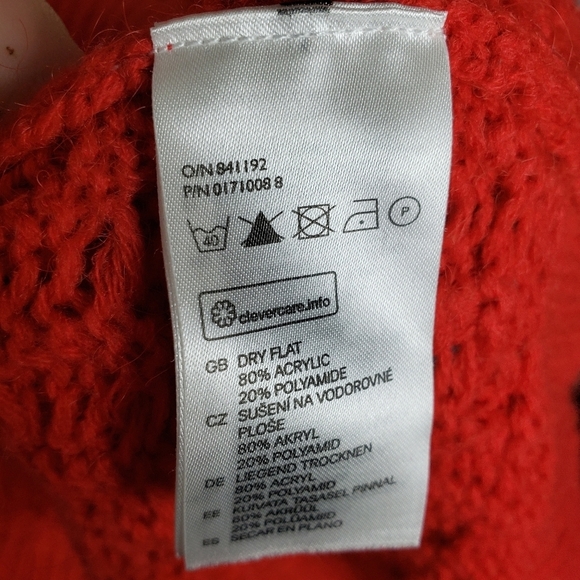 O/N 841192
P/N 0171008 8
40 P
clevercare.info
GB DRY FLAT
80% ACRYLIC
20% POLYAMIDE
CZ SUŠENÍ NA VODOROVNÉ
PLOŠE
80% AKRYL
20% POLYAMID
DE LIEGEND TROCKNEN
80% ACRYL
20% POLYAMID
EE KUIVATA TASASEL PINNAL
80% AKRÜÜL
20% POLÜAMIID
ES SECAR EN PLANO